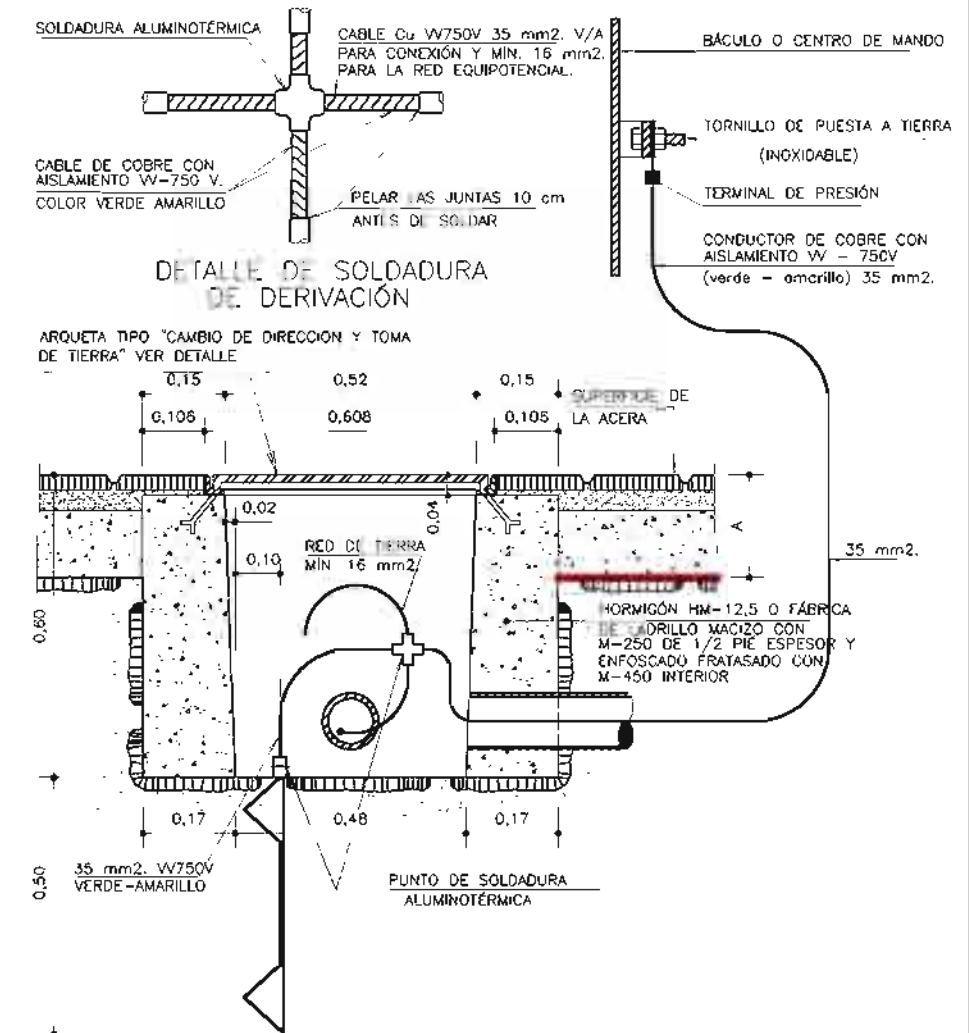 SOLDADURA ALUMINOTÉRMICA
CABLE Cu VV750V 35 mm2. V/A
PARA CONEXIÓN Y MIN. 16 mm2.
PARA LA RED EQUIPOTENCIAL.
CABLE DE COBRE CON
AISLAMIENTO VV-750 V.
COLOR VERDE AMARILLO
PELAR LAS JUNTAS 10 cm
ANTES DE SOLDAR
DETALLE DE SOLDADURA
DE DERIVACIÓN
BÁCULO O CENTRO DE MANDO
TORNILLO DE PUESTA A TIERRA
(INOXIDABLE)
TERMINAL DE PRESIÓN
CONDUCTOR DE COBRE CON
AISLAMIENTO VV - 750V
(verde - amarillo) 35 mm2.
ARQUETA TIPO "CAMBIO DE DIRECCION Y TOMA
DE TIERRA" VER DETALLE
0,15
0,52
0,15
0,106
0,608
0,106
SUPERFICIE DE
LA ACERA
0,02
0,04
0,10
RED DE TIERRA
MÍN 16 mm2
A
35 mm2.
0,60
HORMIGÓN HM-12,5 O FÁBRICA
DE LADRILLO MACIZO CON
M-250 DE 1/2 PIÉ ESPESOR Y
ENFOSCADO FRATASADO CON
M-450 INTERIOR
0,17
0,48
0,17
0,50
35 mm2. VV750V
VERDE-AMARILLO
PUNTO DE SOLDADURA
ALUMINOTÉRMICA